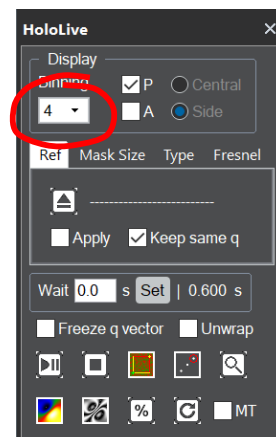 HoloLive ×
Display
Binning P Central
4 A Side
Ref Mask Size Type Fresnel
--------------------------
Apply Keep same q
Wait 0.0 s Set | 0.600 s
Freeze q vector Unwrap
% % C MT